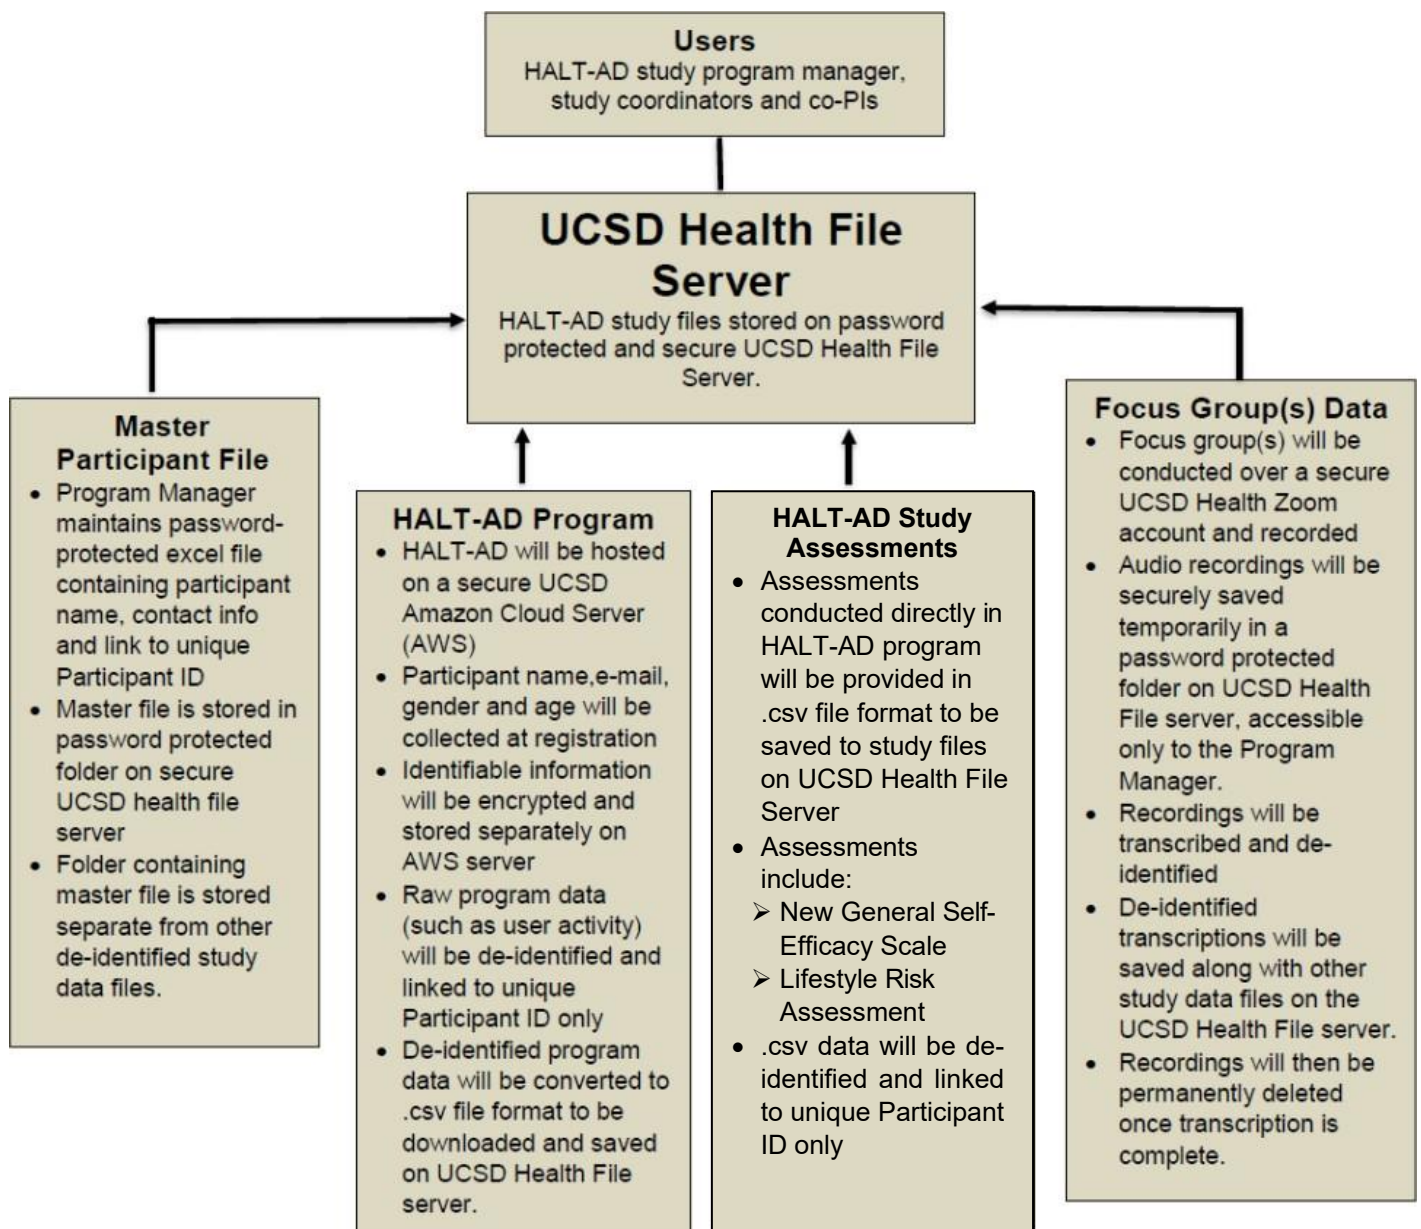 Users
HALT-AD study program manager,
study coordinators and co-PIs
UCSD Health File
Server
HALT-AD study files stored on password
protected and secure UCSD Health File
Server.
Master
Participant File
• Program Manager
maintains password-
protected excel file
containing participant
name, contact info
and link to unique
Participant ID
• Master file is stored in
password protected
folder on secure
UCSD health file
server
• Folder containing
master file is stored
separate from other
de-identified study
data files.
HALT-AD Program
• HALT-AD will be hosted
on a secure UCSD
Amazon Cloud Server
(AWS)
• Participant name,e-mail,
gender and age will be
collected at registration
• Identifiable information
will be encrypted and
stored separately on
AWS server
• Raw program data
(such as user activity)
will be de-identified and
linked to unique
Participant ID only
• De-identified program
data will be converted to
.csv file format to be
downloaded and saved
on UCSD Health File
server.
HALT-AD Study
Assessments
• Assessments
conducted directly in
HALT-AD program
will be provided in
.csv file format to be
saved to study files
on UCSD Health File
Server
• Assessments
include:
➢ New General Self-
Efficacy Scale
➢ Lifestyle Risk
Assessment
• .csv data will be de-
identified and linked
to unique Participant
ID only
Focus Group(s) Data
• Focus group(s) will be
conducted over a secure
UCSD Health Zoom
account and recorded
• Audio recordings will be
securely saved
temporarily in a
password protected
folder on UCSD Health
File server, accessible
only to the Program
Manager.
• Recordings will be
transcribed and de-
identified
• De-identified
transcriptions will be
saved along with other
study data files on the
UCSD Health File server.
• Recordings will then be
permanently deleted
once transcription is
complete.